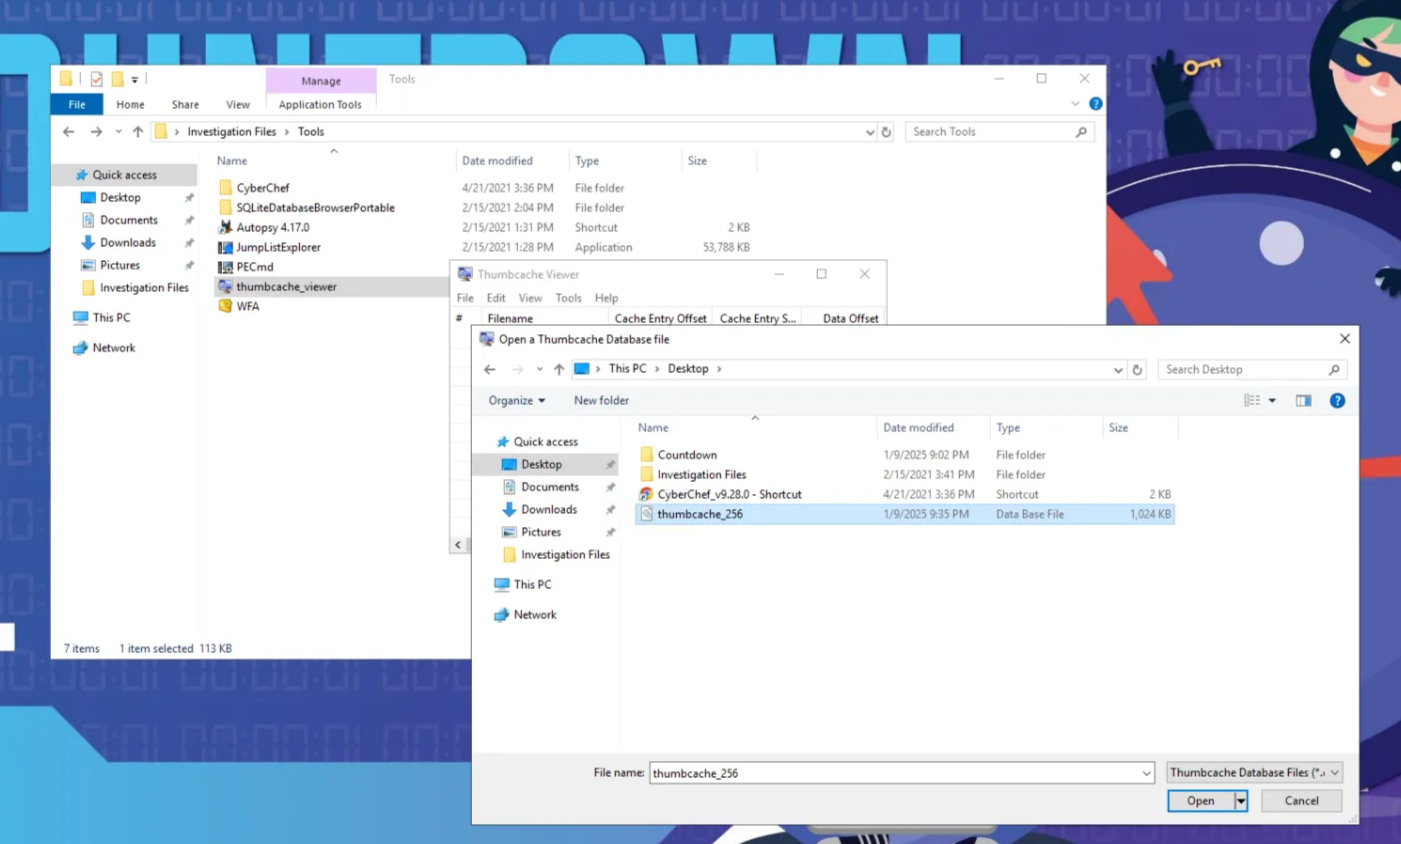 Manage
Tools
File
Home
Share
View
Application Tools
Investigation Files
Tools
Search Tools
Name
Date modified
Type
Size
Quick access
Desktop
Documents
Downloads
Pictures
Investigation Files
This PC
Network
CyberChef 4/21/2021 3:36 PM File folder
SQLiteDatabaseBrowserPortable 2/15/2021 2:04 PM File folder
Autopsy 4.17.0 2/15/2021 1:31 PM Shortcut 2 KB
JumpListExplorer 2/15/2021 1:28 PM Application 53,788 KB
PECmd
thumbcache_viewer
WFA
7 items 1 item selected 113 KB
Thumbcache Viewer
File Edit View Tools Help
# Filename Cache Entry Offset Cache Entry S... Data Offset
Open a Thumbcache Database file
This PC
Desktop
Search Desktop
Organize
New folder
Name Date modified Type Size
Quick access
Desktop
Documents
Downloads
Pictures
Investigation Files
This PC
Network
Countdown 1/9/2025 9:02 PM File folder
Investigation Files 2/15/2021 3:41 PM File folder
CyberChef_v9.28.0 - Shortcut 4/21/2021 3:36 PM Shortcut 2 KB
thumbcache_256 1/9/2025 9:35 PM Data Base File 1,024 KB
File name: thumbcache_256
Thumbcache Database Files (*.
Open
Cancel